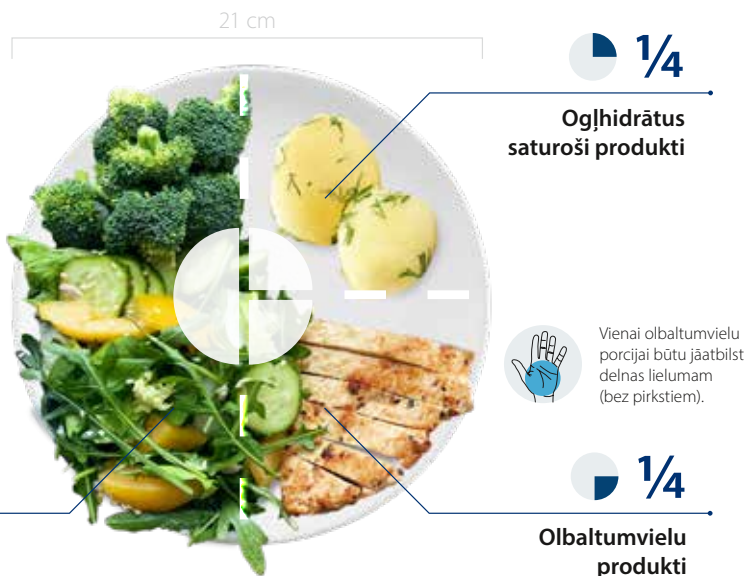 21 cm
¼
Ogļhidrātus
saturoši produkti
Vienai olbaltumvielu
porcijai būtu jāatbilst
delnas lielumam
(bez pirkstiem).
¼
Olbaltumvielu
produkti